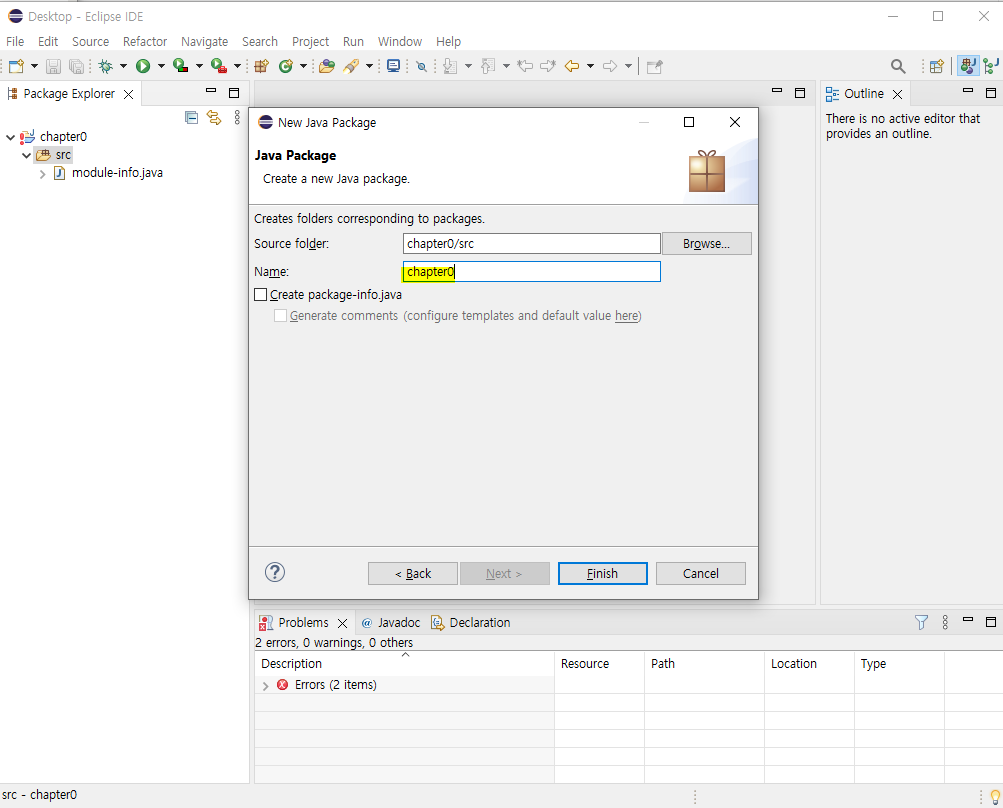 Desktop - Eclipse IDE
File Edit Source Refactor Navigate Search Project Run Window Help
Package Explorer
Outline
chapter0
src
module-info.java
There is no active editor that
provides an outline.
New Java Package
Java Package
Create a new Java package.
Creates folders corresponding to packages.
Source folder: chapter0/src Browse...
Name: chapter0
Create package-info.java
Generate comments (configure templates and default value here)
? < Back Next > Finish Cancel
Problems @ Javadoc Declaration
2 errors, 0 warnings, 0 others
Description Resource Path Location Type
Errors (2 items)
src - chapter0